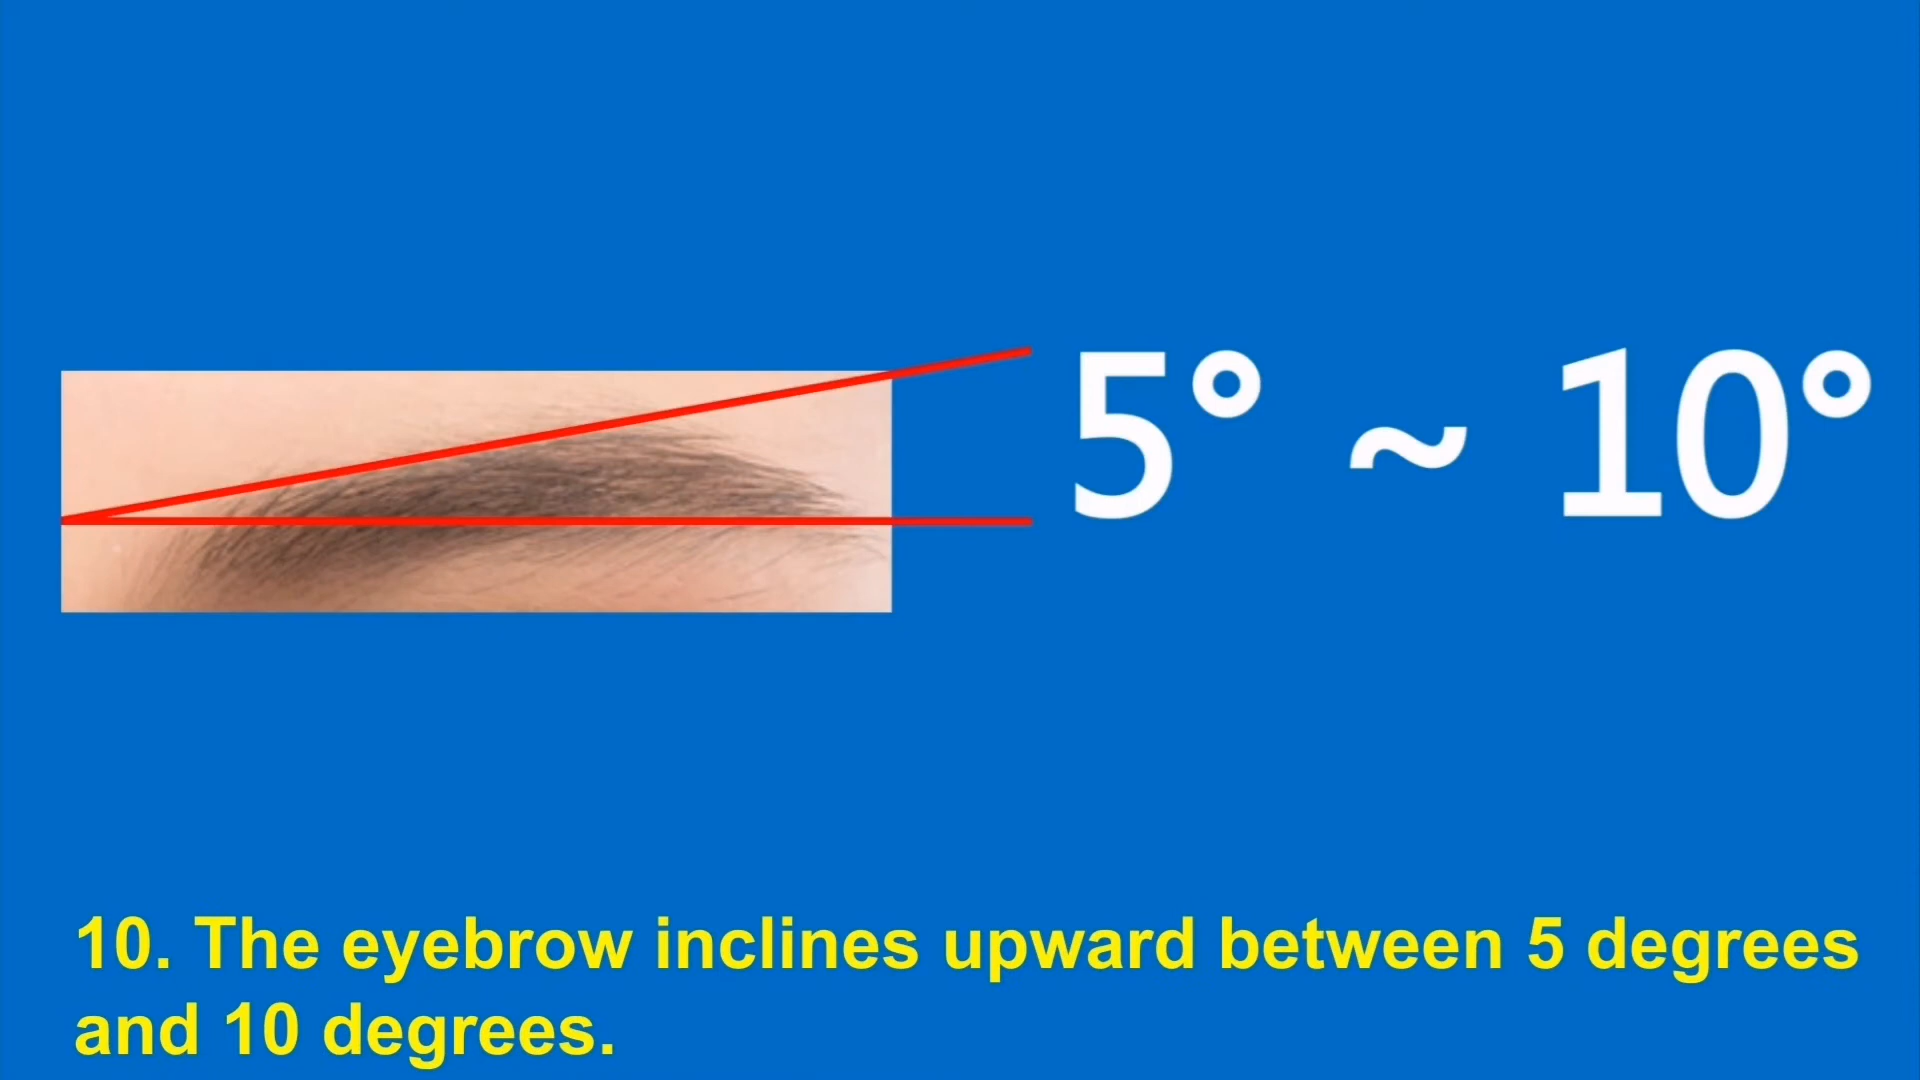 5° ~ 10°
10. The eyebrow inclines upward between 5 degrees
and 10 degrees.